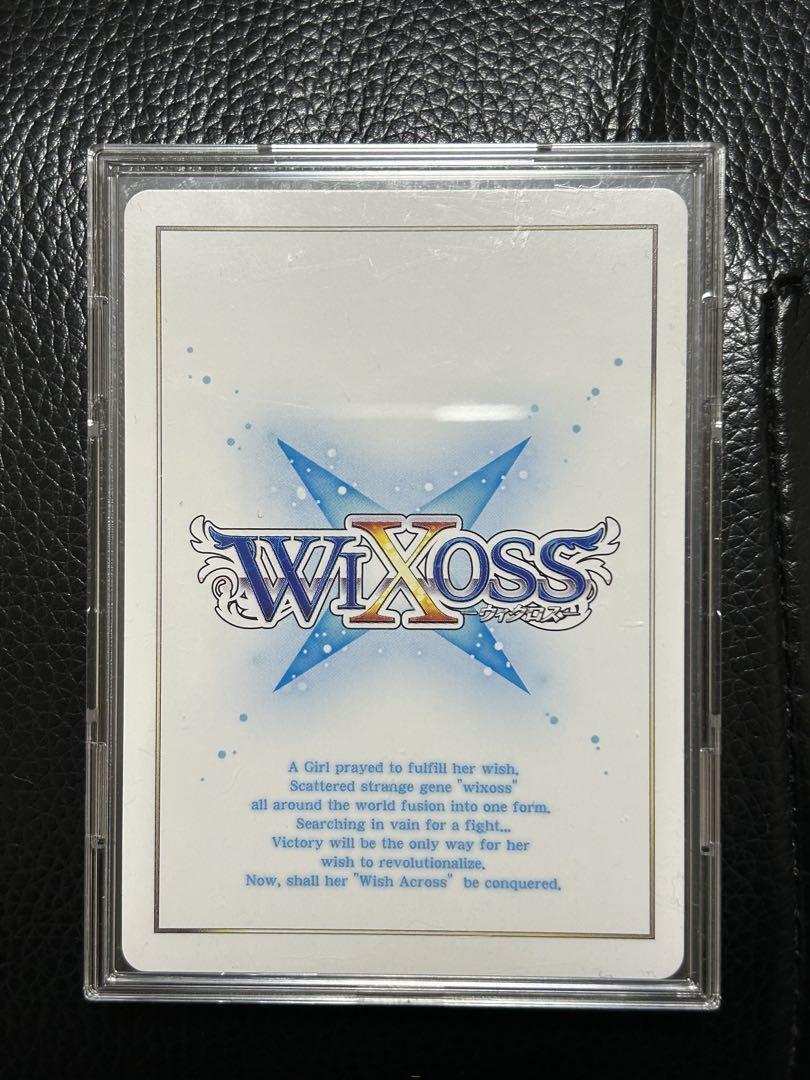 WIXOSS
ーウィクロスー
A Girl prayed to fulfill her wish.
Scattered strange gene "wixoss"
all around the world fusion into one form.
Searching in vain for a fight...
Victory will be the only way for her
wish to revolutionalize.
Now, shall her "Wish Across" be conquered.